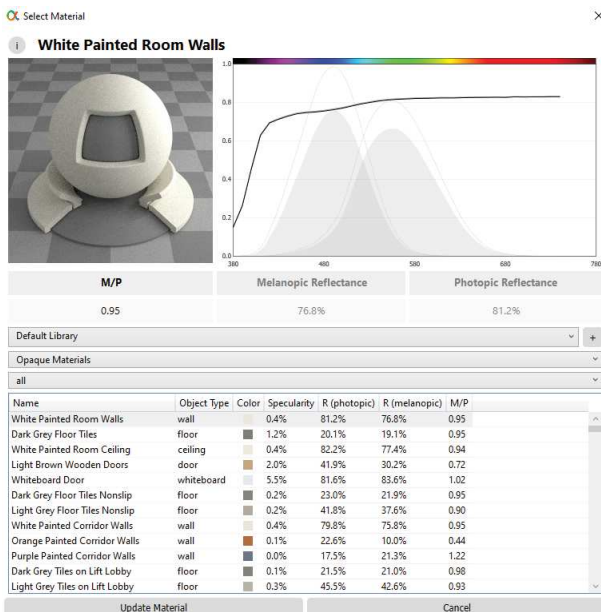 Select Material
i White Painted Room Walls
1.0
0.8
0.6
0.4
0.2
0.0
380 480 580 680 780
M/P Melanopic Reflectance Photopic Reflectance
0.95 76.8% 81.2%
Default Library +
Opaque Materials
all
Name Object Type Color Specularity R (photopic) R (melanopic) M/P
White Painted Room Walls wall 0.4% 81.2% 76.8% 0.95
Dark Grey Floor Tiles floor 1.2% 20.1% 19.1% 0.95
White Painted Room Ceiling ceiling 0.4% 82.2% 77.4% 0.94
Light Brown Wooden Doors door 2.0% 41.9% 30.2% 0.72
Whiteboard Door whiteboard 5.5% 81.6% 83.6% 1.02
Dark Grey Floor Tiles Nonslip floor 0.2% 23.0% 21.9% 0.95
Light Grey Floor Tiles Nonslip floor 0.2% 41.8% 37.6% 0.90
White Painted Corridor Walls wall 0.4% 79.8% 75.8% 0.95
Orange Painted Corridor Walls wall 0.1% 22.6% 10.0% 0.44
Purple Painted Corridor Walls wall 0.0% 17.5% 21.3% 1.22
Dark Grey Tiles on Lift Lobby floor 0.1% 21.5% 21.0% 0.98
Light Grey Tiles on Lift Lobby floor 0.3% 45.5% 42.6% 0.93
Update Material Cancel